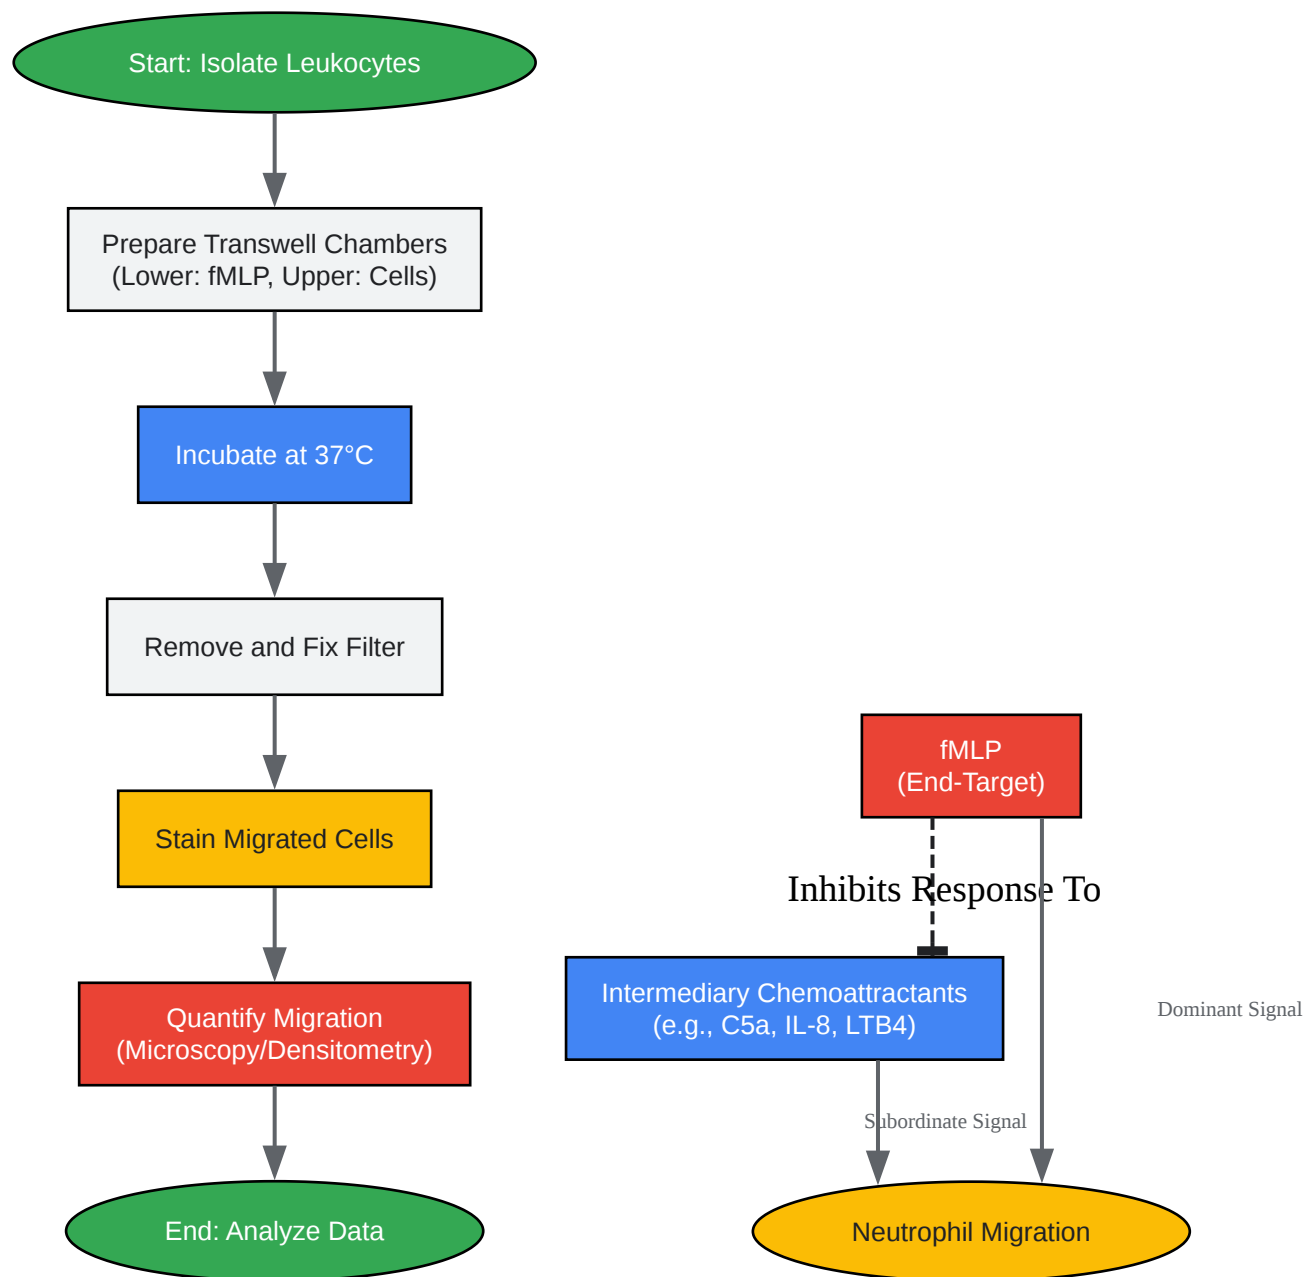 Start: Isolate Leukocytes
Prepare Transwell Chambers
(Lower: fMLP, Upper: Cells)
Incubate at 37°C
Remove and Fix Filter
Stain Migrated Cells
Quantify Migration
(Microscopy/Densitometry)
End: Analyze Data
fMLP
(End-Target)
Inhibits Response To
Intermediary Chemoattractants
(e.g., C5a, IL-8, LTB4)
Dominant Signal
Subordinate Signal
Neutrophil Migration